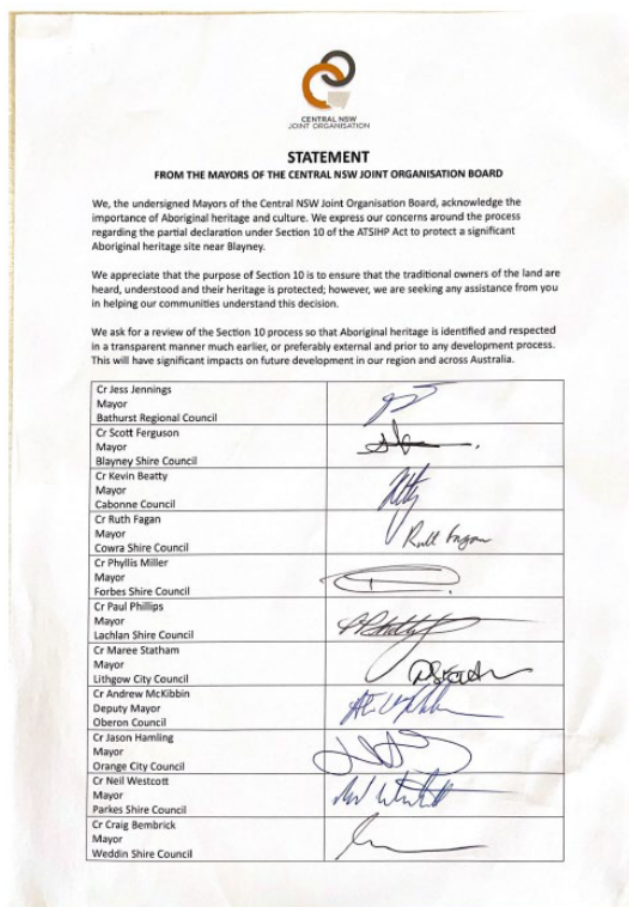 CENTRAL NSW
JOINT ORGANISATION
STATEMENT
FROM THE MAYORS OF THE CENTRAL NSW JOINT ORGANISATION BOARD
We, the undersigned Mayors of the Central NSW Joint Organisation Board, acknowledge the
importance of Aboriginal heritage and culture. We express our concerns around the process
regarding the partial declaration under Section 10 of the ATSIHP Act to protect a significant
Aboriginal heritage site near Blayney.
We appreciate that the purpose of Section 10 is to ensure that the traditional owners of the land are
heard, understood and their heritage is protected; however, we are seeking any assistance from you
in helping our communities understand this decision.
We ask for a review of the Section 10 process so that Aboriginal heritage is identified and respected
in a transparent manner much earlier, or preferably external and prior to any development process.
This will have significant impacts on future development in our region and across Australia.
Cr Jess Jennings
Mayor
Bathurst Regional Council
Cr Scott Ferguson
Mayor
Blayney Shire Council
Cr Kevin Beatty
Mayor
Cabonne Council
Cr Ruth Fagan
Mayor
Cowra Shire Council
Ruth Fagan
Cr Phyllis Miller
Mayor
Forbes Shire Council
Cr Paul Phillips
Mayor
Lachlan Shire Council
Cr Maree Statham
Mayor
Lithgow City Council
Cr Andrew McKibbin
Deputy Mayor
Oberon Council
Cr Jason Hamling
Mayor
Orange City Council
Cr Neil Westcott
Mayor
Parkes Shire Council
Cr Craig Bembrick
Mayor
Weddin Shire Council